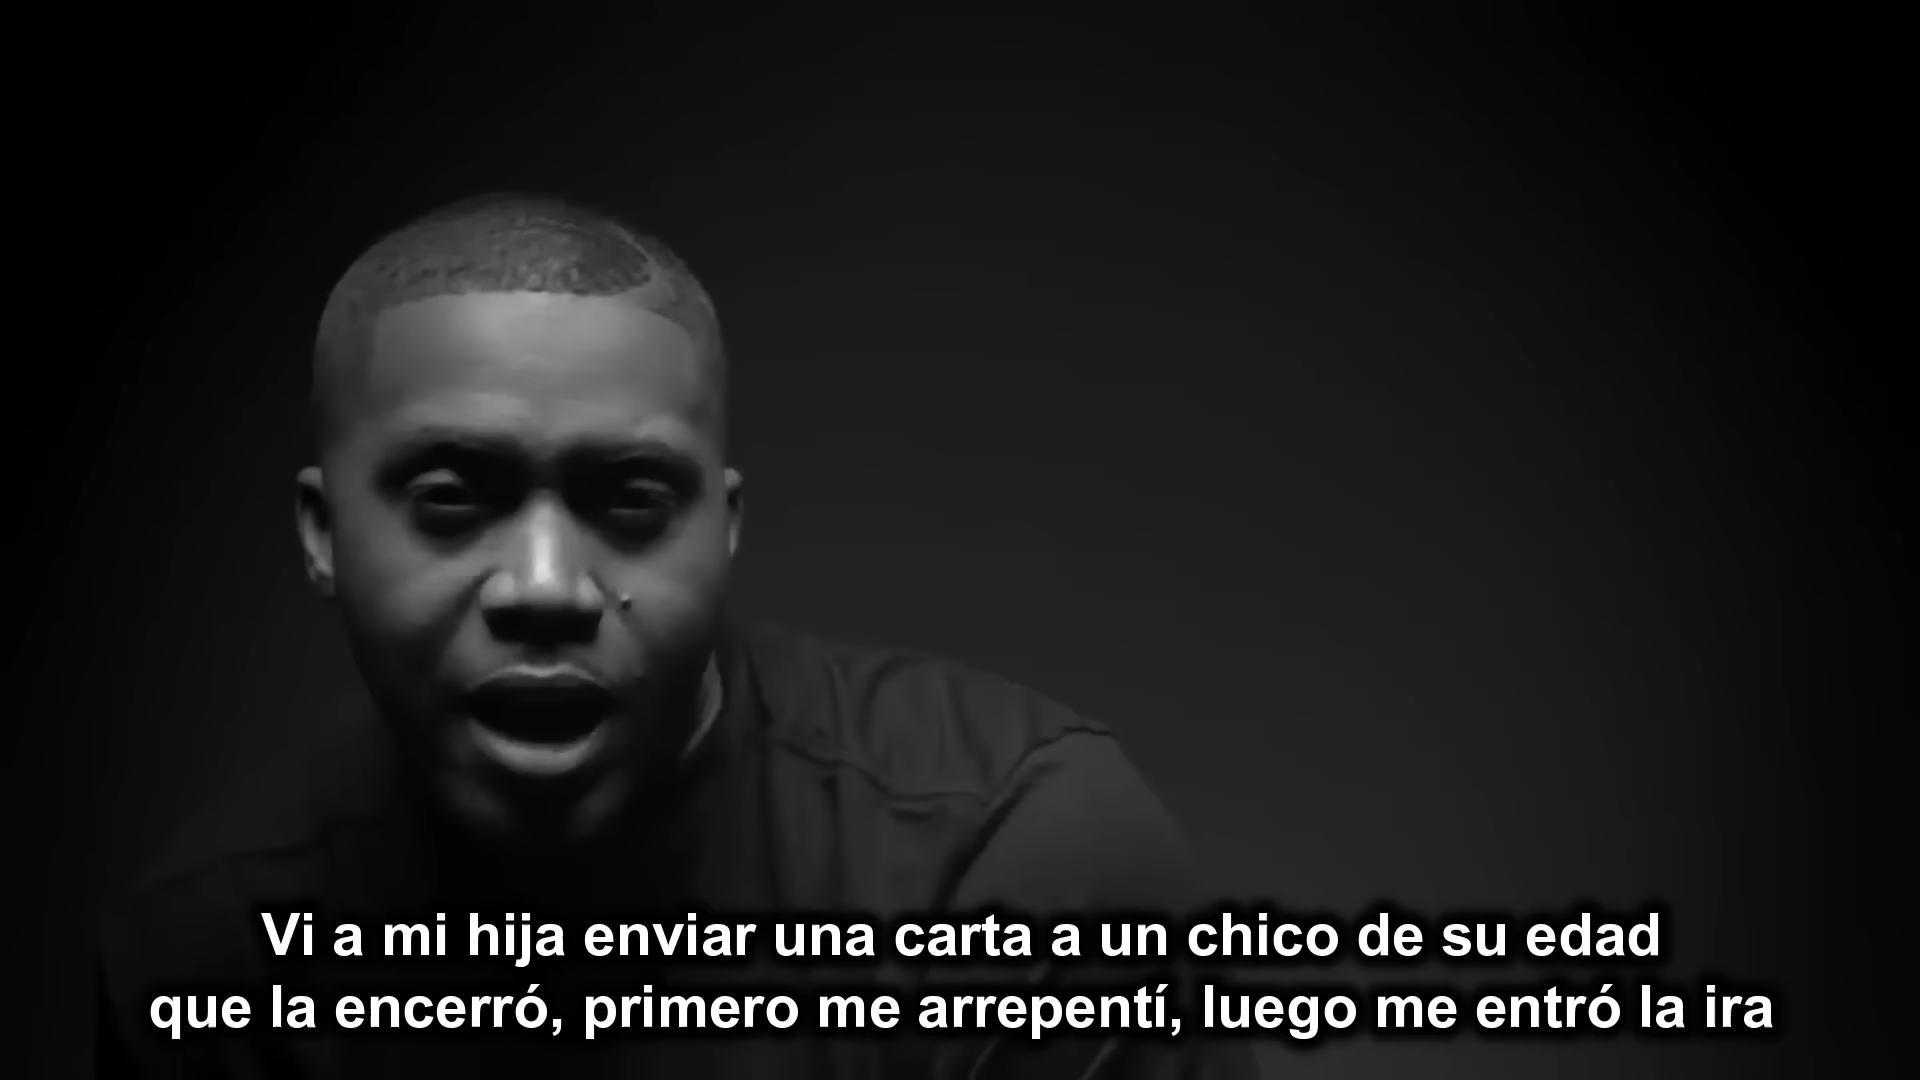 Vi a mi hija enviar una carta a un chico de su edad
que la encerró, primero me arrepentí, luego me entró la ira